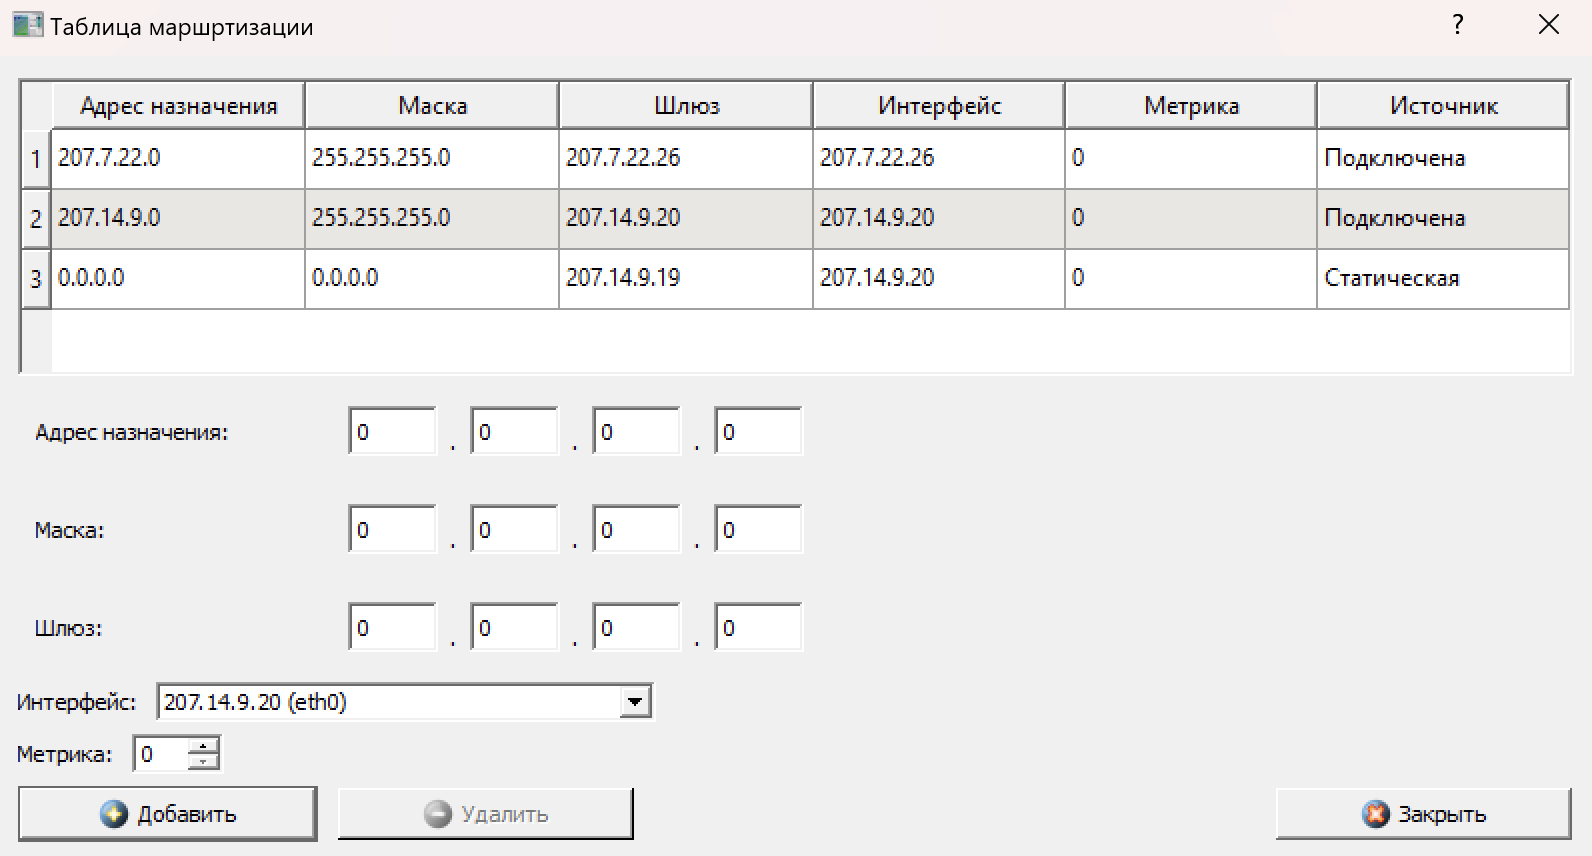 Таблица маршртизации ?
Адрес назначения Маска Шлюз Интерфейс Метрика Источник
1 207.7.22.0 255.255.255.0 207.7.22.26 207.7.22.26 0 Подключена
2 207.14.9.0 255.255.255.0 207.14.9.20 207.14.9.20 0 Подключена
3 0.0.0.0 0.0.0.0 207.14.9.19 207.14.9.20 0 Статическая
Адрес назначения: 0 . 0 . 0 . 0
Маска: 0 . 0 . 0 . 0
Шлюз: 0 . 0 . 0 . 0
Интерфейс: 207.14.9.20 (eth0)
Метрика: 0
Добавить Удалить Закрыть